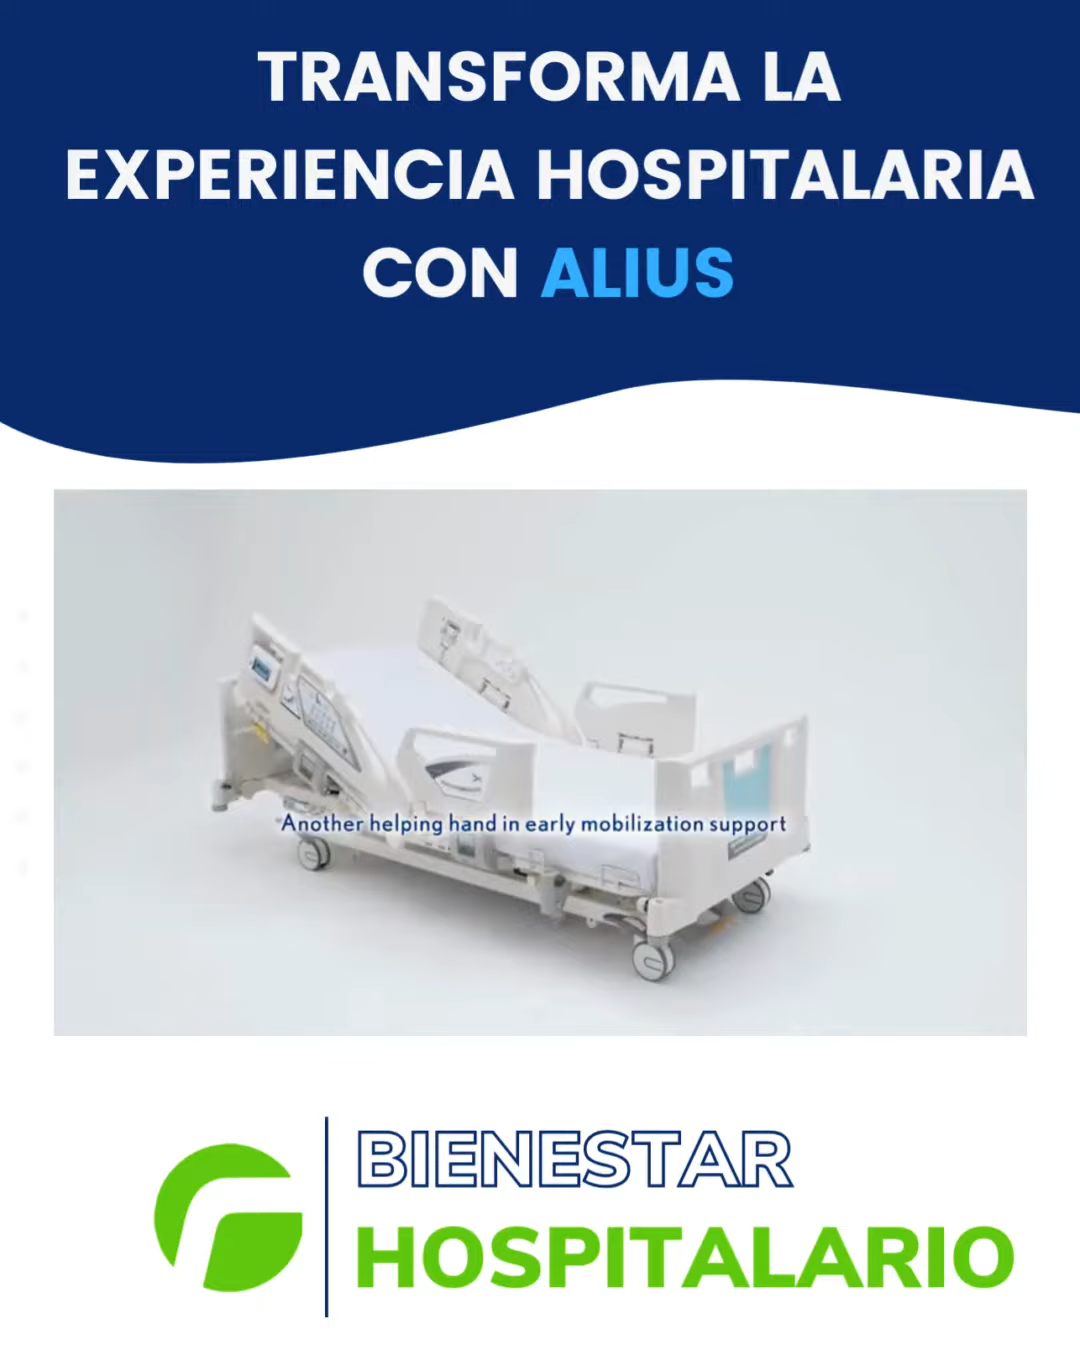 TRANSFORMA LA
EXPERIENCIA HOSPITALARIA
CON ALIUS
"Another helping hand in early mobilization support
BIENESTAR
HOSPITALARIO